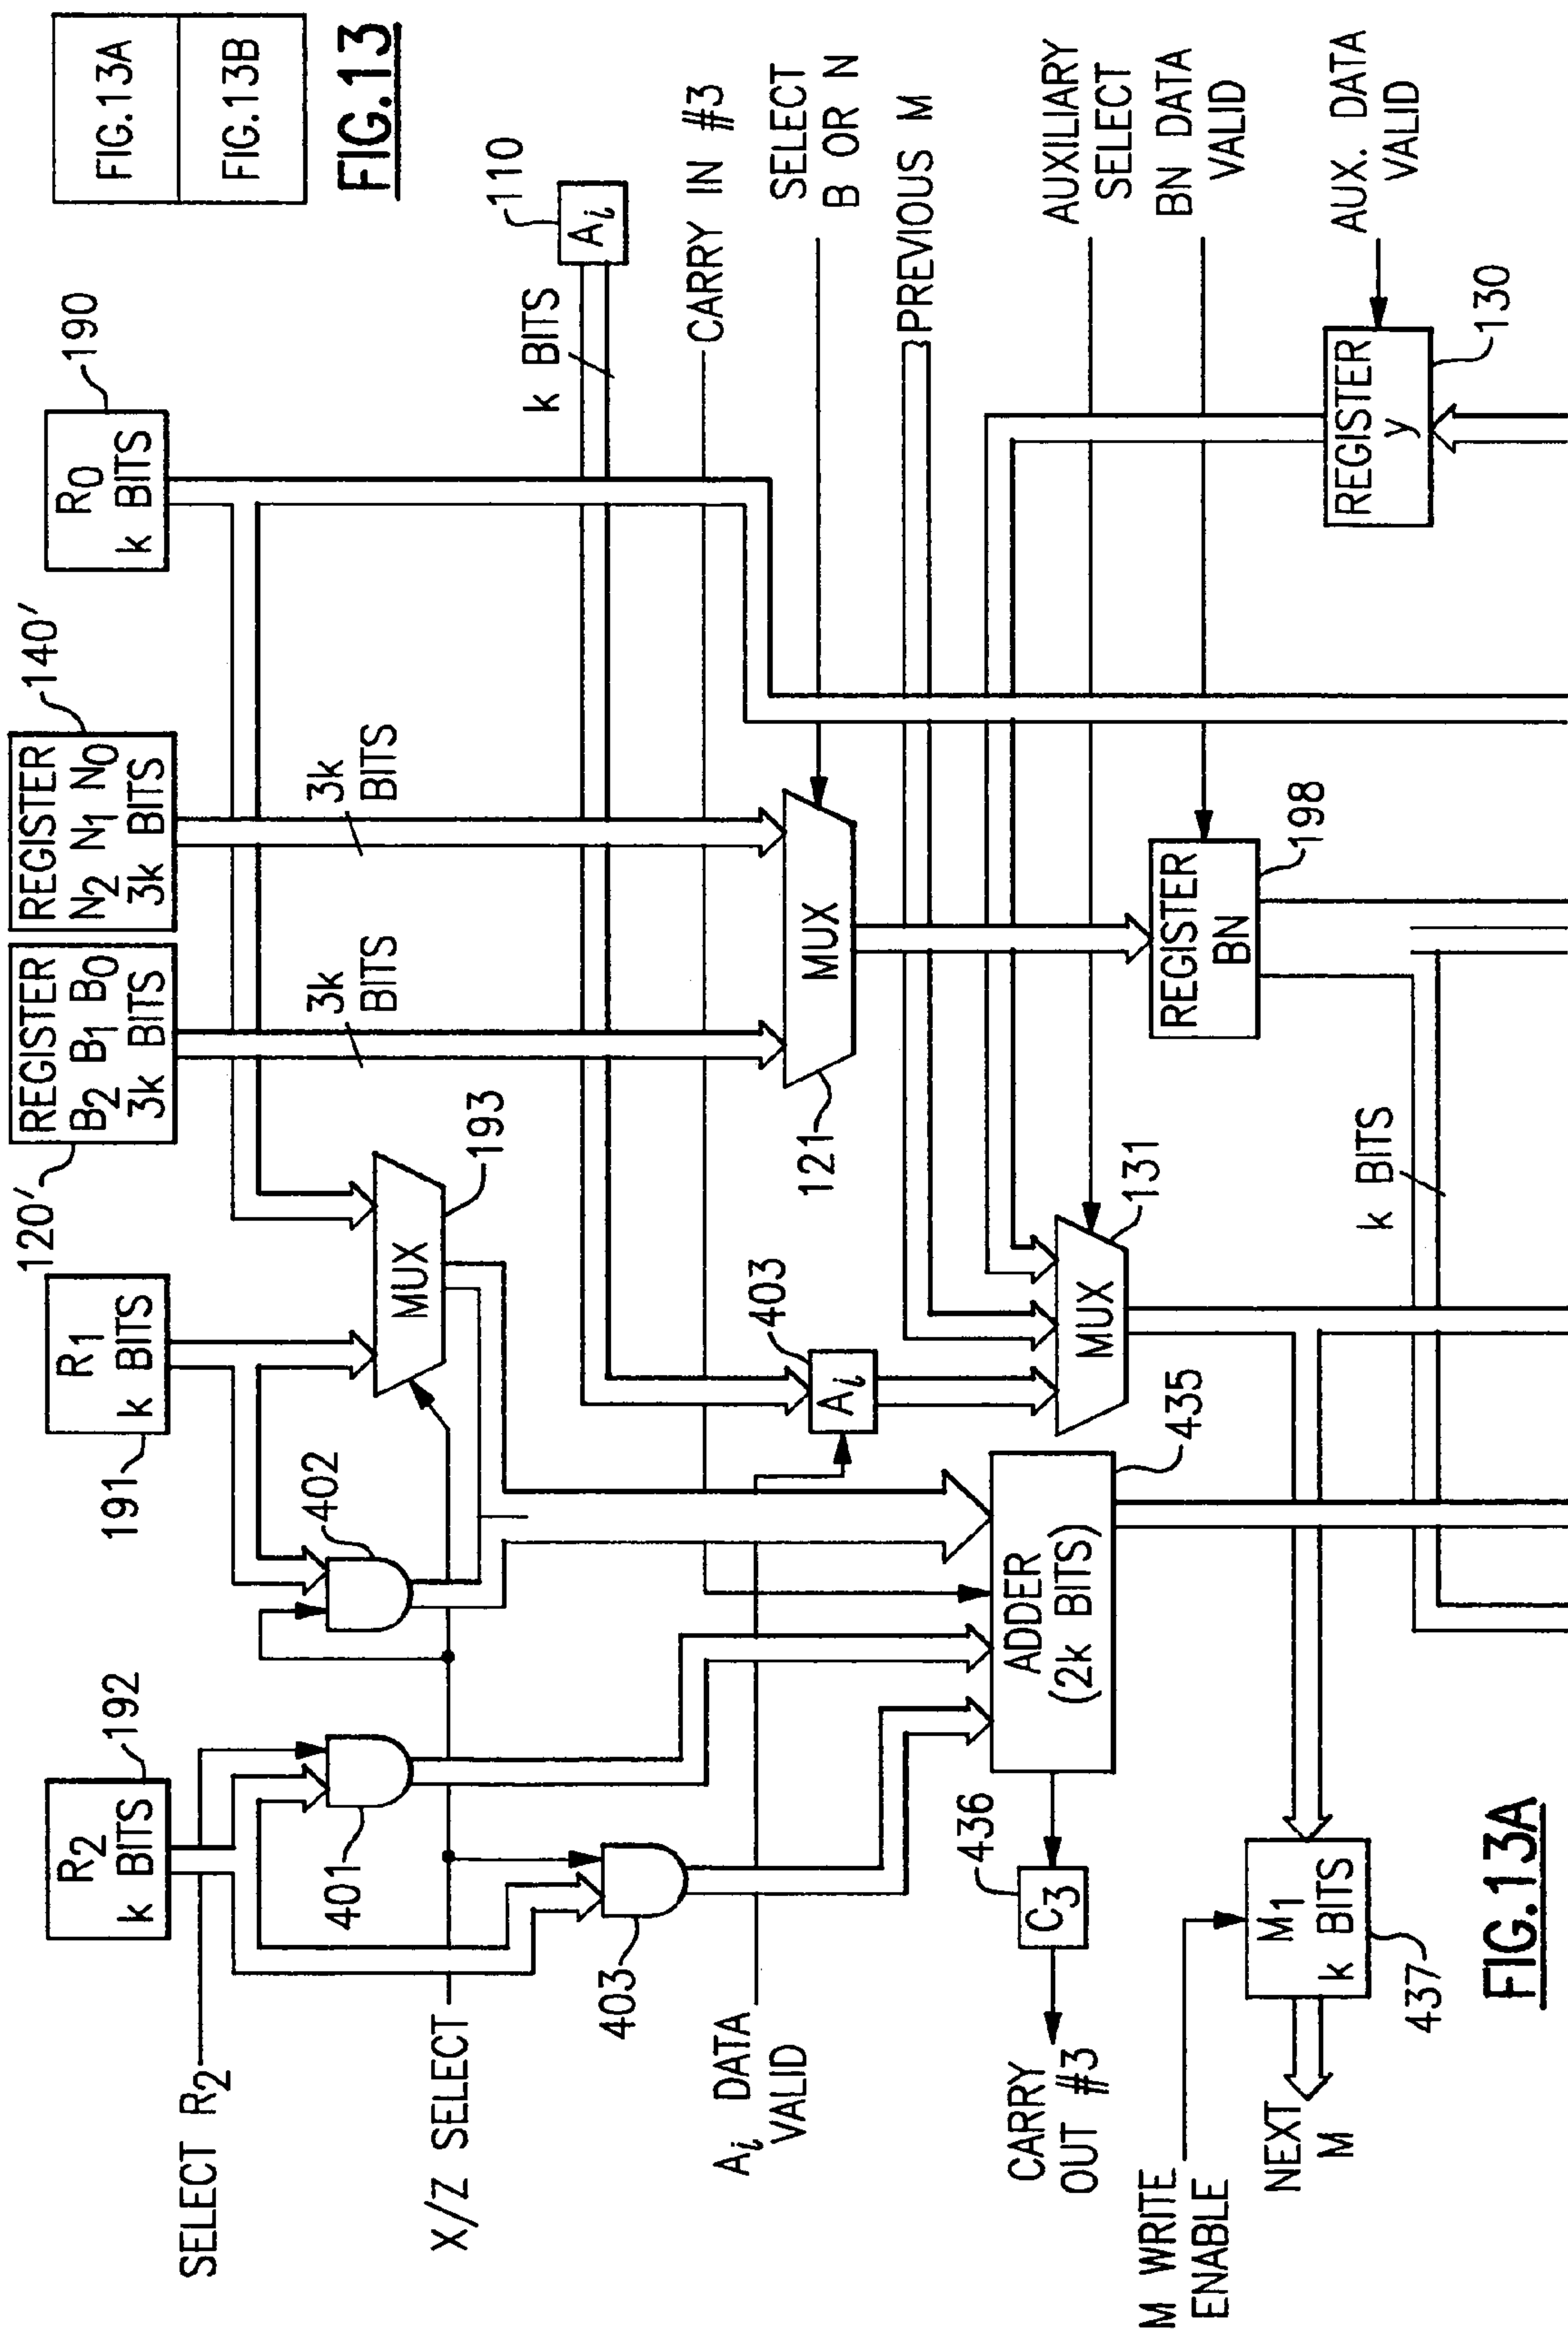 FIG.13A
FIG.13B
FIG.13
R2
k BITS
192
R1
k BITS
191
REGISTER
B2 B1 B0
3k BITS
120'
REGISTER
N2 N1 N0
3k BITS
140'
R0
k BITS
190
SELECT R2
401
402
MUX
193
3k
BITS
3k
BITS
k BITS
Ai
110
X/Z SELECT
403
CARRY IN #3
Ai DATA
VALID
403
Ai
MUX
121
SELECT
B OR N
PREVIOUS M
CARRY
OUT #3
C3
436
ADDER
(2k BITS)
435
MUX
131
AUXILIARY
SELECT
REGISTER
BN
198
BN DATA
VALID
M WRITE
ENABLE
NEXT
M
M1
k BITS
437
k BITS
REGISTER
y
130
AUX. DATA
VALID
FIG.13A